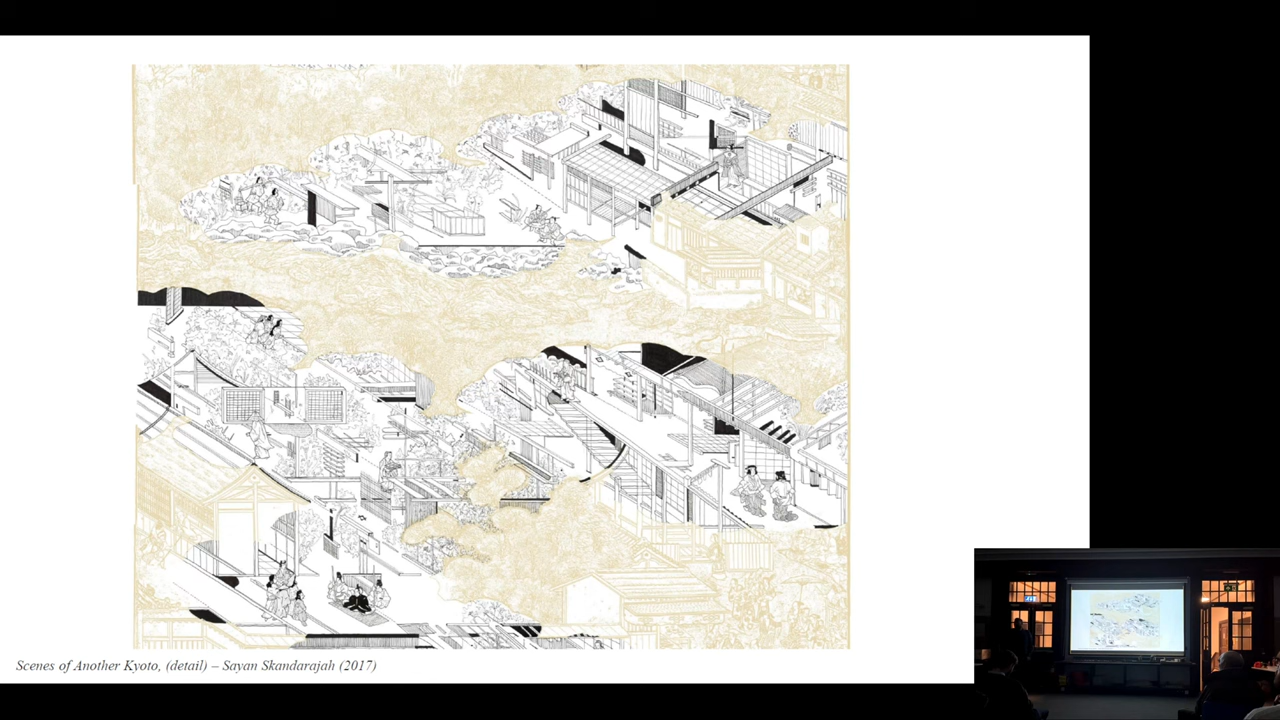 Scenes of Another Kyoto, (detail) – Sayan Skandarajah (2017)